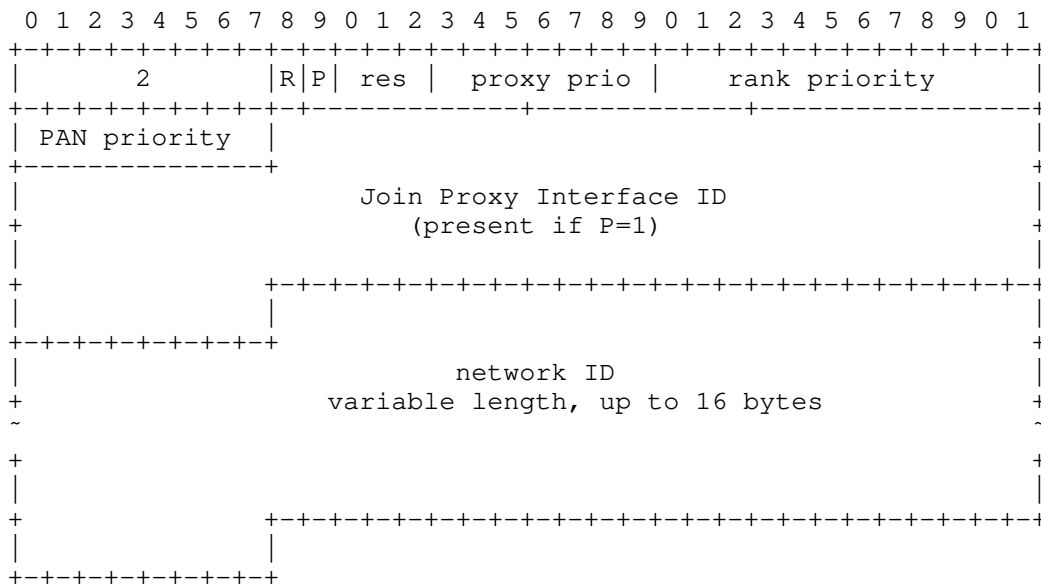 0 1 2 3 4 5 6 7 8 9 0 1 2 3 4 5 6 7 8 9 0 1 2 3 4 5 6 7 8 9 0 1
+-+-+-+-+-+-+-+-+-+-+-+-+-+-+-+-+-+-+-+-+-+-+-+-+-+-+-+-+-+-+-+-+
|       2       |R|P| res |  proxy prio |    rank priority      |
+-+-+-+-+-+-+-+-+-+-------------+-------------+-----------------+
| PAN priority  |                                               |
+---------------+                                               +
|                     Join Proxy Interface ID                   |
+                        (present if P=1)                       +
|                                                               |
+               +-+-+-+-+-+-+-+-+-+-+-+-+-+-+-+-+-+-+-+-+-+-+-+-+
|               |                                               |
+-+-+-+-+-+-+-+-+                                               +
|                           network ID                          |
+                   variable length, up to 16 bytes             +
~                                                               ~
+                                                               +
|                                                               |
+               +-+-+-+-+-+-+-+-+-+-+-+-+-+-+-+-+-+-+-+-+-+-+-+-+
|               |
+-+-+-+-+-+-+-+-+